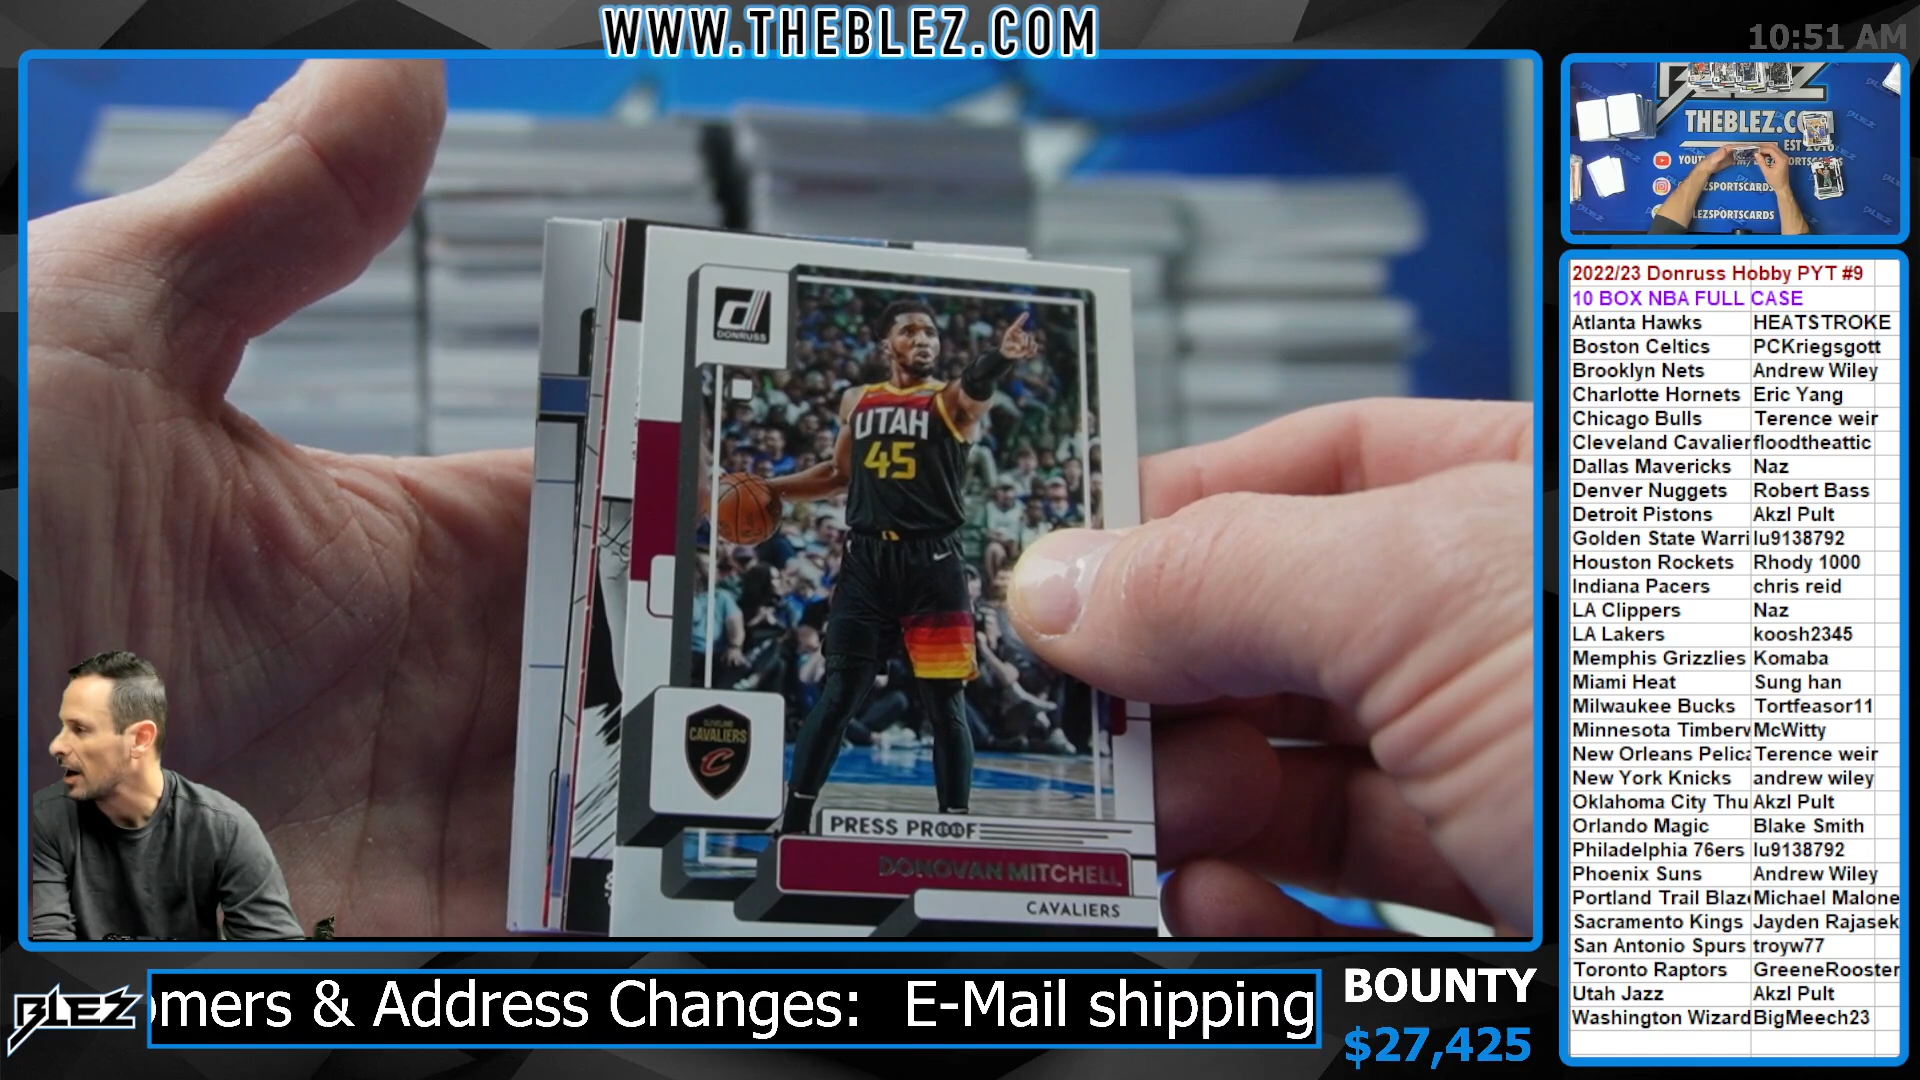 WWW.THEBLEZ.COM
10:51 AM
DONRUSS
UTAH
45
CLEVELAND
CAVALIERS
C
PRESS PROOF
DONOVAN MITCHELL
CAVALIERS
THEBLEZ.C
EST
2022/23 Donruss Hobby PYT #9
10 BOX NBA FULL CASE
Atlanta Hawks HEATSTROKE
Boston Celtics PCKriegsgott
Brooklyn Nets Andrew Wiley
Charlotte Hornets Eric Yang
Chicago Bulls Terence weir
Cleveland Cavalier floodtheattic
Dallas Mavericks Naz
Denver Nuggets Robert Bass
Detroit Pistons Akzl Pult
Golden State Warri lu9138792
Houston Rockets Rhody 1000
Indiana Pacers chris reid
LA Clippers Naz
LA Lakers koosh2345
Memphis Grizzlies Komaba
Miami Heat Sung han
Milwaukee Bucks Tortfeasor11
Minnesota Timberv McWitty
New Orleans Pelica Terence weir
New York Knicks andrew wiley
Oklahoma City Thu Akzl Pult
Orlando Magic Blake Smith
Philadelphia 76ers lu9138792
Phoenix Suns Andrew Wiley
Portland Trail Blaze Michael Malone
Sacramento Kings Jayden Rajasek
San Antonio Spurs troyw77
Toronto Raptors GreeneRooster
Utah Jazz Akzl Pult
Washington Wizard BigMeech23
BLEZ
omers & Address Changes: E-Mail shipping
BOUNTY
$27,425